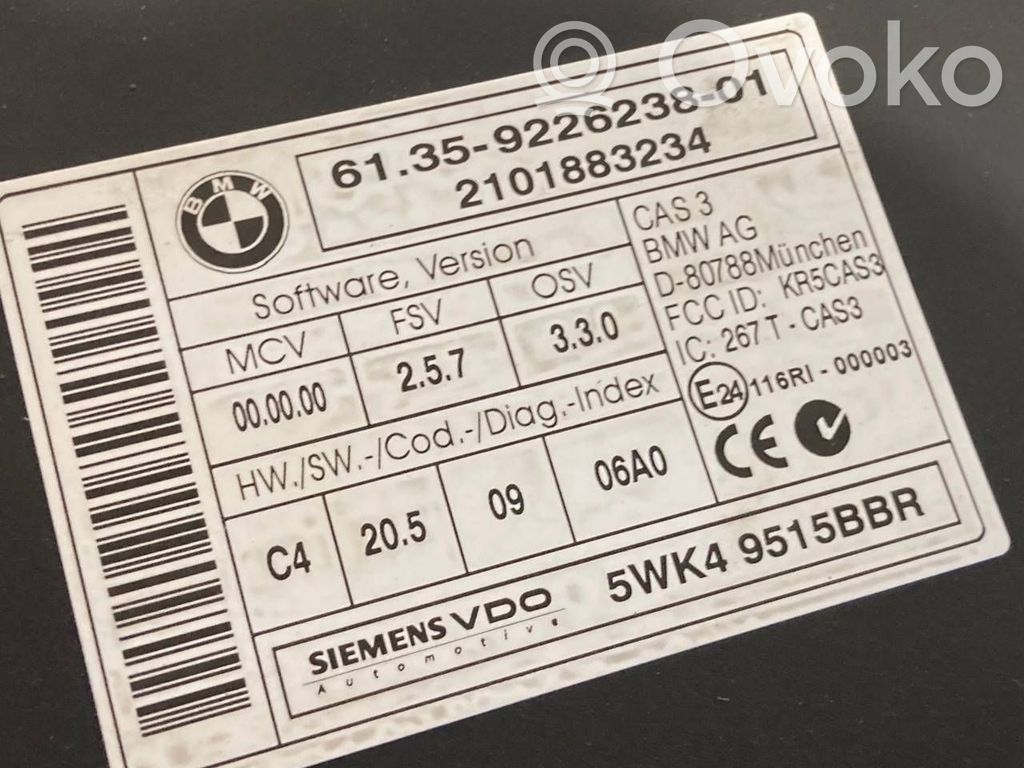 Ovoko
BMW
61.35-9226238-01
2101883234
Software, Version
MCV FSV OSV
00.00.00 2.5.7 3.3.0
HW./SW.-/Cod.-/Diag.-Index
C4 20.5 09 06A0
CAS 3
BMW AG
D-80788München
FCC ID: KR5CAS3
IC: 267 T - CAS3
E24 116RI - 000003
CE
SIEMENS VDO
Automotive
5WK4 9515BBR